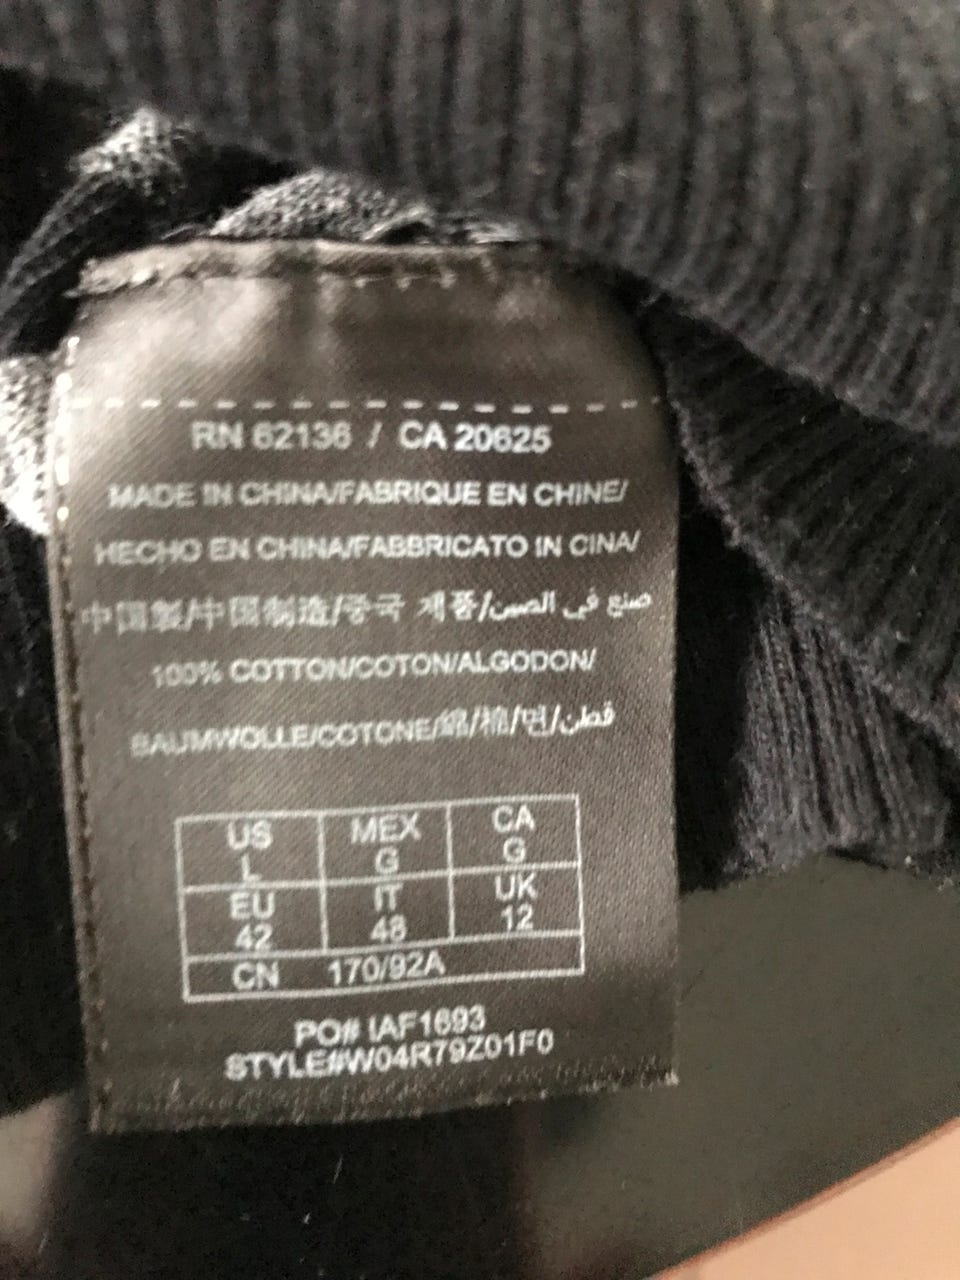 RN 62136 / CA 20625
MADE IN CHINA/FABRIQUE EN CHINE/
HECHO EN CHINA/FABBRICATO IN CINA/
中国製/中国制造/중국 제품/صنع في الصين
100% COTTON/COTON/ALGODON/
BAUMWOLLE/COTONE/綿/棉/면/قطن
US MEX CA
L G G
EU IT UK
42 48 12
CN 170/92A
PO# IAF1693
STYLE#W04R79Z01F0